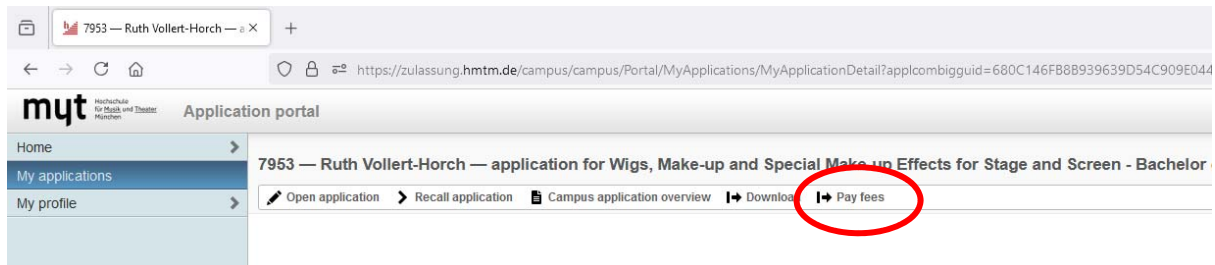 7953 — Ruth Vollert-Horch — a
https://zulassung.hmtm.de/campus/campus/Portal/MyApplications/MyApplicationDetail?applcombigguid=680C146FB8B939639D54C909E044
myt Hochschule für Musik und Theater München Application portal
Home
My applications
My profile
7953 — Ruth Vollert-Horch — application for Wigs, Make-up and Special Make-up Effects for Stage and Screen - Bachelor
Open application Recall application Campus application overview Download Pay fees